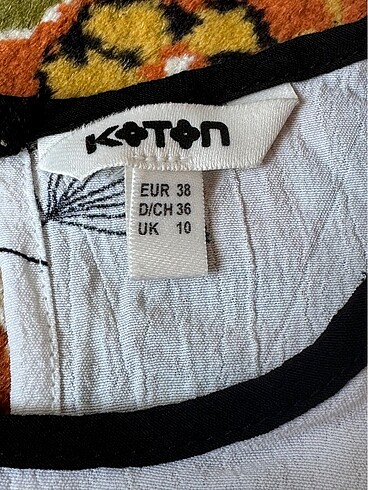 KOTON
EUR 38
D/CH 36
UK 10